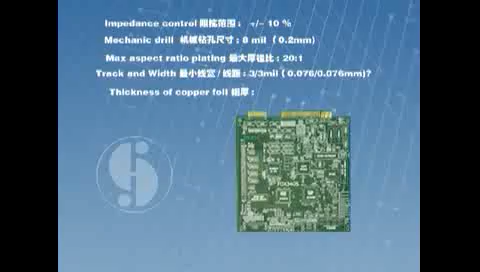 Impedance control 阻抗范围： +/– 10 %
Mechanic drill 机械钻孔尺寸：8 mil（0.2mm）
Max aspect ratio plating 最大厚径比：20:1
Track and Width 最小线宽 / 线距：3/3mil（0.076/0.076mm)?
Thickness of copper foil 铜厚：